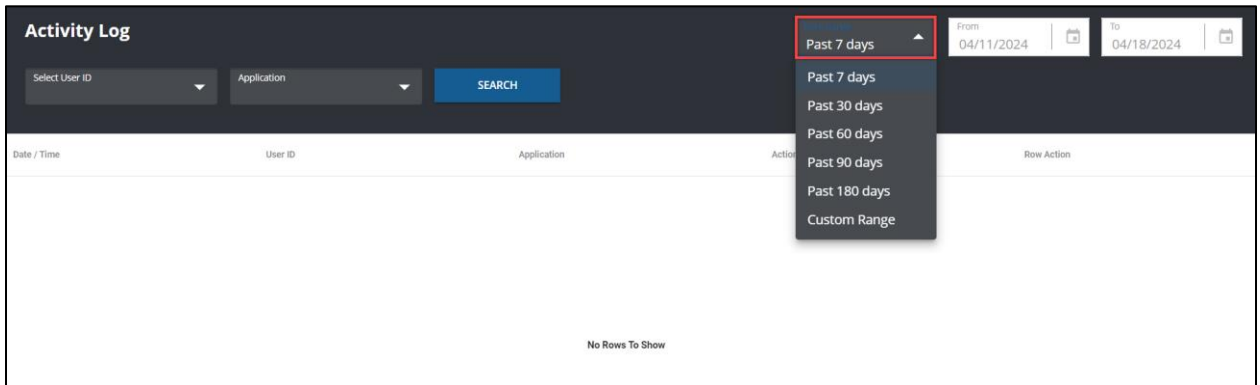 Activity Log
Past 7 days
From
04/11/2024
To
04/18/2024
Select User ID
Application
SEARCH
Past 7 days
Past 30 days
Past 60 days
Past 90 days
Past 180 days
Custom Range
Date / Time
User ID
Application
Action
Row Action
No Rows To Show